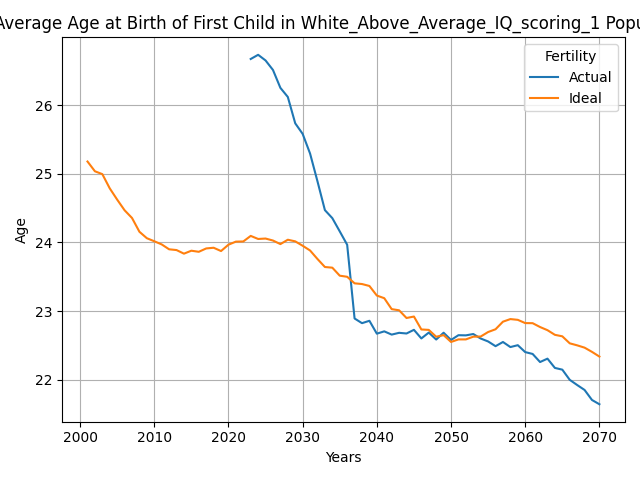 Average Age at Birth of First Child in White_Above_Average_IQ_scoring_1 Popu
Fertility
Actual
Ideal
26
25
24
23
22
Age
2000 2010 2020 2030 2040 2050 2060 2070
Years